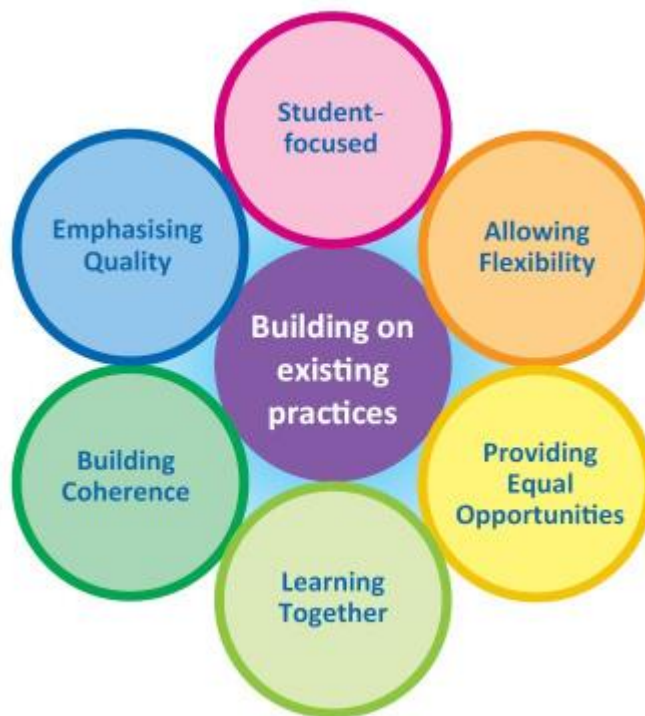 Student-
focused
Emphasising
Quality
Allowing
Flexibility
Building on
existing
practices
Building
Coherence
Providing
Equal
Opportunities
Learning
Together